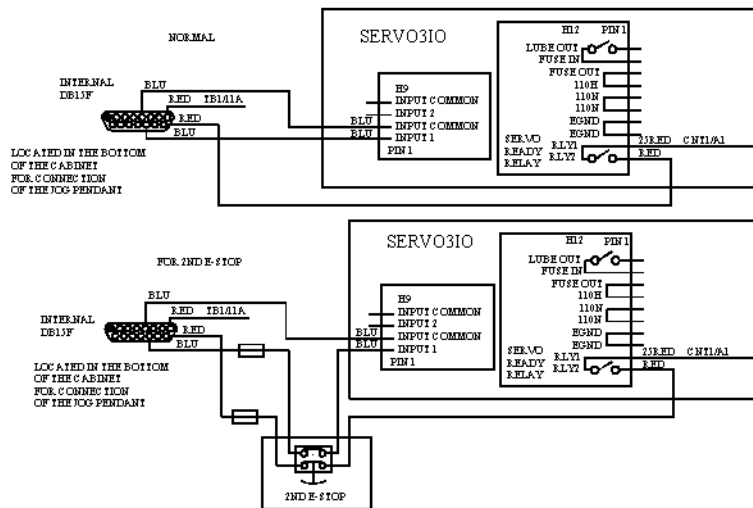 NORMAL
SERVO3IO
H12 PIN 1
LUBE OUT
FUSE IN
FUSE OUT
110H
110N
110N
EGND
EGND
SERVO
READY
RELAY
RLY1
RLY2
25RED CNT1/A1
RED
H9
INPUT COMMON
INPUT 2
INPUT COMMON
INPUT 1
PIN 1
BLU
BLU
INTERNAL
DB15F
BLU
RED TB1/11A
RED
BLU
LOCATED IN THE BOTTOM
OF THE CABINET
FOR CONNECTION
OF THE JOG PENDANT
FOR 2ND E-STOP
SERVO3IO
H12 PIN 1
LUBE OUT
FUSE IN
FUSE OUT
110H
110N
110N
EGND
EGND
SERVO
READY
RELAY
RLY1
RLY2
25RED CNT1/A1
RED
H9
INPUT COMMON
INPUT 2
INPUT COMMON
INPUT 1
PIN 1
BLU
BLU
INTERNAL
DB15F
BLU
RED TB1/11A
RED
BLU
LOCATED IN THE BOTTOM
OF THE CABINET
FOR CONNECTION
OF THE JOG PENDANT
2ND E-STOP